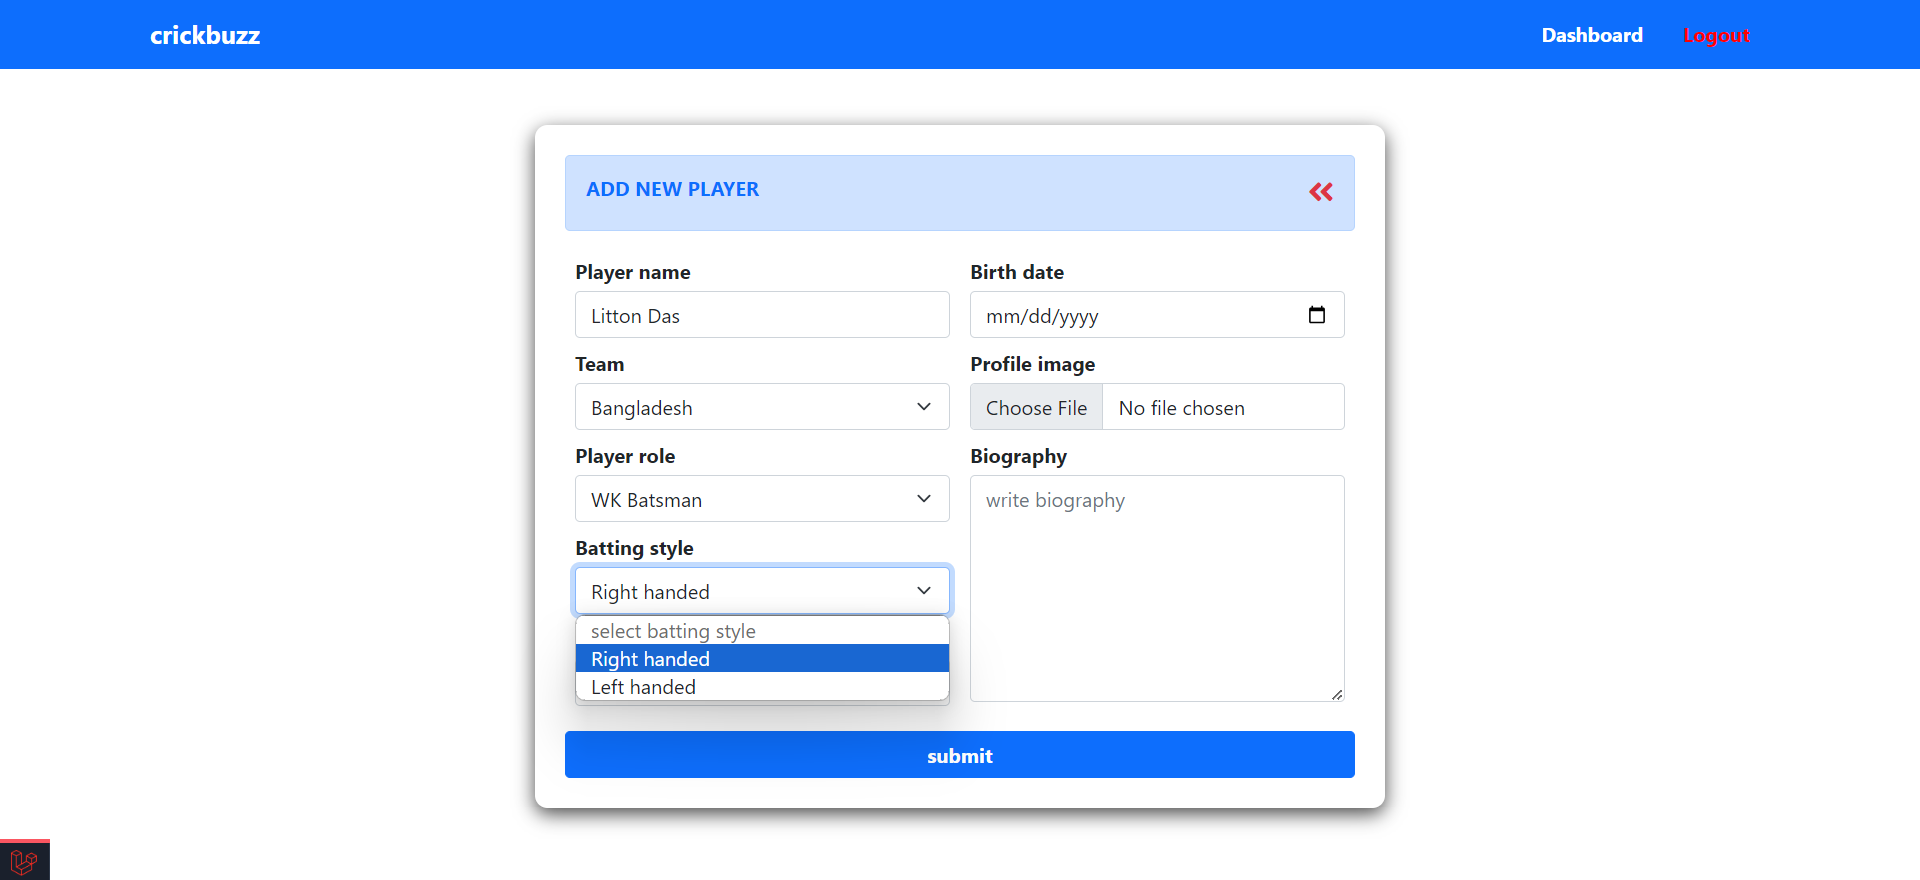 crickbuzz
Dashboard
Logout
ADD NEW PLAYER
Player name
Litton Das
Birth date
mm/dd/yyyy
Team
Bangladesh
Profile image
Choose File No file chosen
Player role
WK Batsman
Biography
write biography
Batting style
Right handed
select batting style
Right handed
Left handed
submit